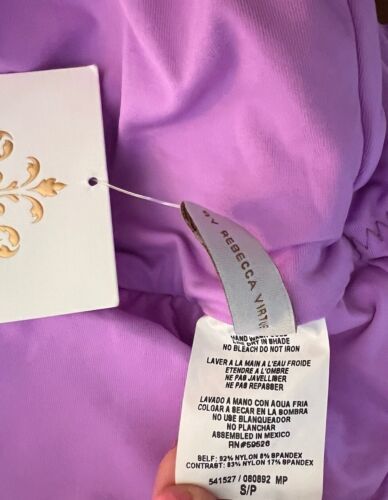 BY REBECCA VIRTUE
HAND WASH COLD
LINE DRY IN SHADE
NO BLEACH DO NOT IRON
LAVER A LA MAIN A L'EAU FROIDE
ETENDRE A L'OMBRE
NE PAS JAVELLISER
NE PAS REPASSER
LAVADO A MANO CON AGUA FRIA
COLGAR A SECAR EN LA SOMBRA
NO USE BLANQUEADOR
NO PLANCHAR
ASSEMBLED IN MEXICO
RN#59526
SELF: 92% NYLON 8% SPANDEX
CONTRAST: 83% NYLON 17% SPANDEX
541527 / 080892 MP
S/P